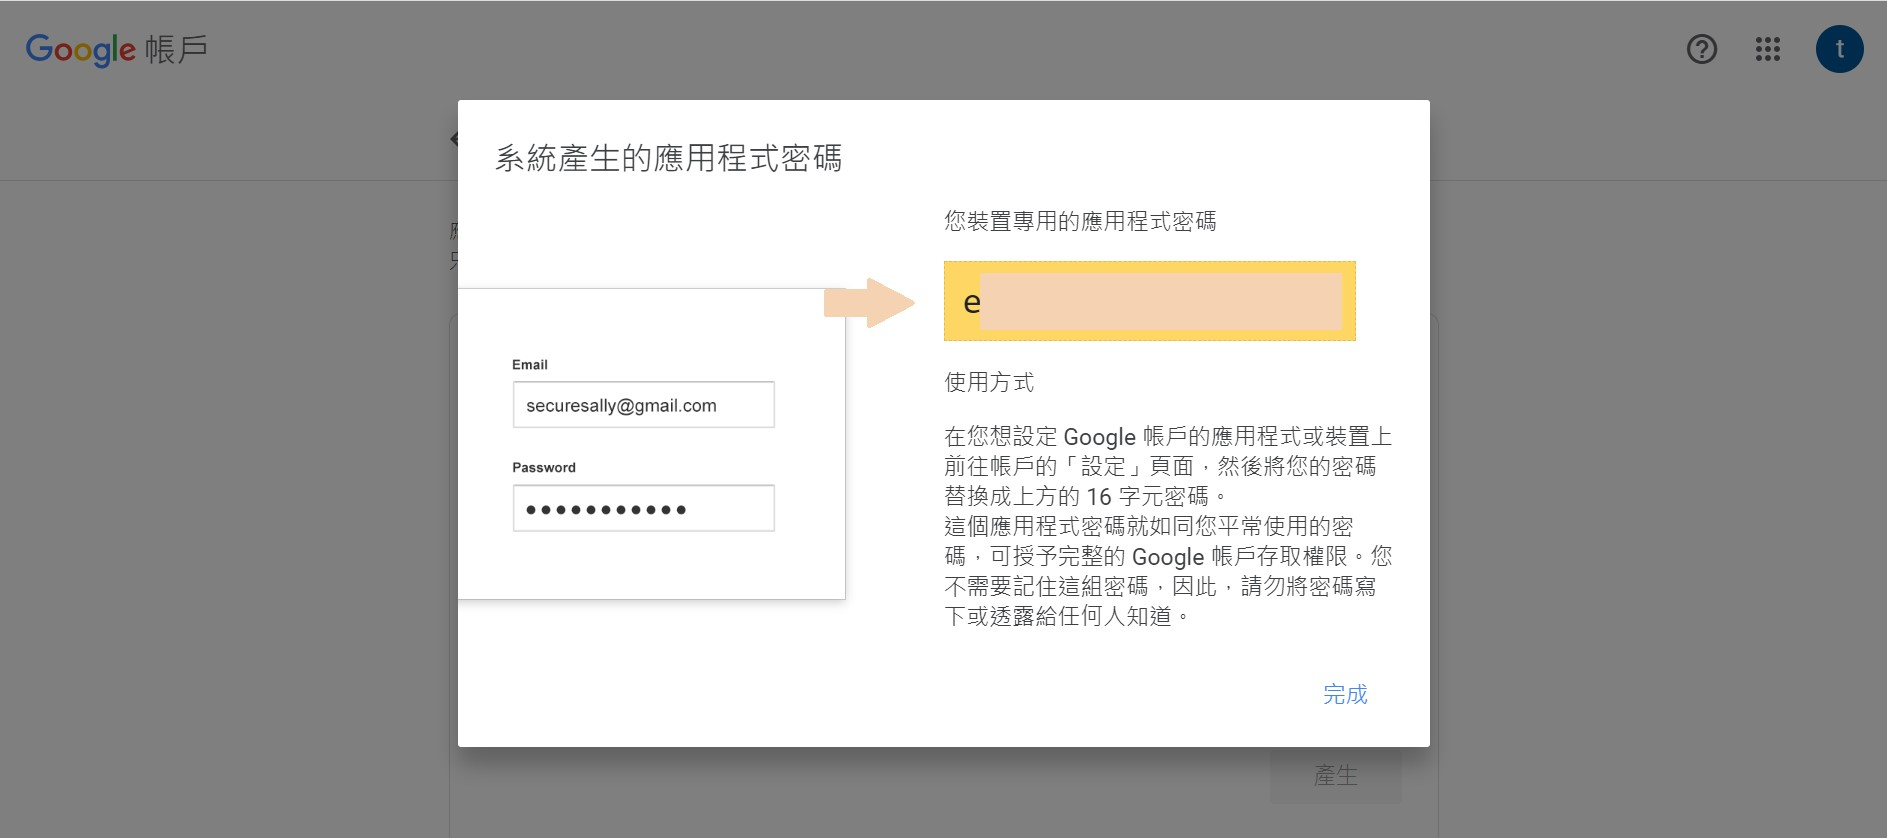 Google 帳戶
t
系統產生的應用程式密碼
您裝置專用的應用程式密碼
e
Email
securesally@gmail.com
Password
使用方式
在您想設定 Google 帳戶的應用程式或裝置上
前往帳戶的「設定」頁面，然後將您的密碼
替換成上方的 16 字元密碼。
這個應用程式密碼就如同您平常使用的密
碼，可授予完整的 Google 帳戶存取權限。您
不需要記住這組密碼，因此，請勿將密碼寫
下或透露給任何人知道。
完成
產生